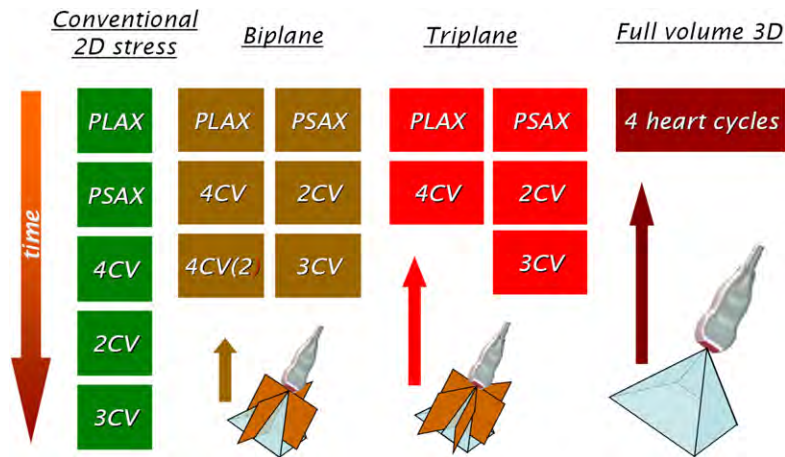 Conventional
2D stress
Biplane
Triplane
Full volume 3D
time
PLAX
PSAX
4CV
2CV
3CV
PLAX PSAX
4CV 2CV
4CV(2) 3CV
PLAX PSAX
4CV 2CV
3CV
4 heart cycles